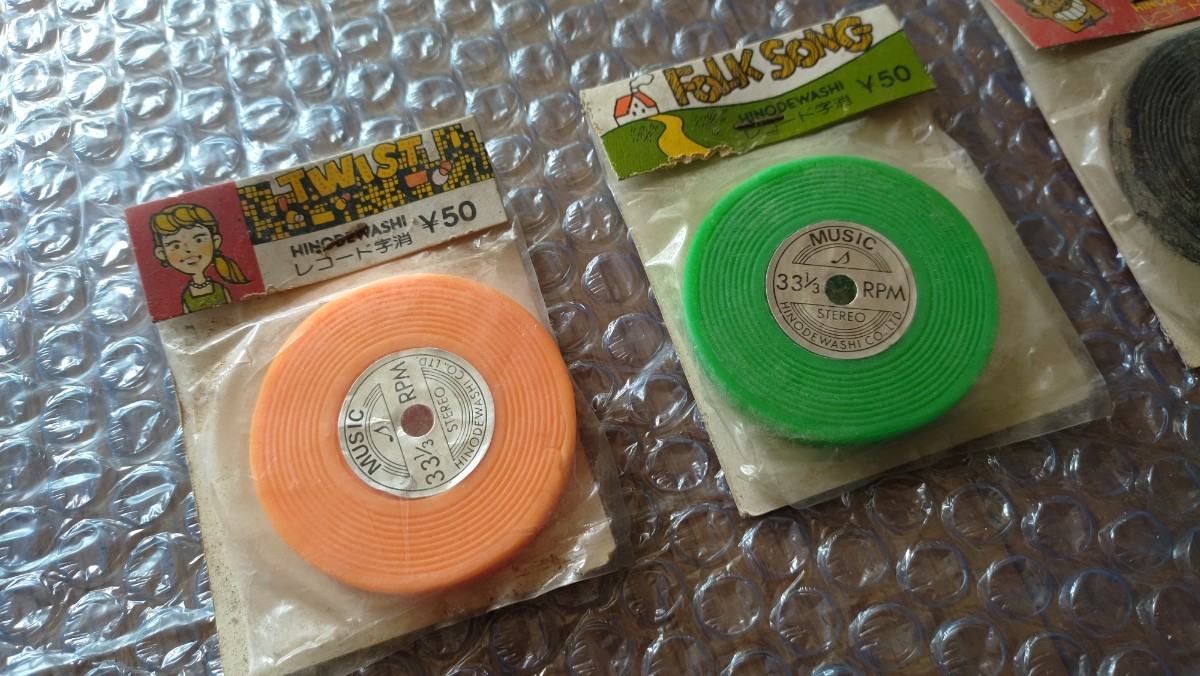 TWIST
HINODEWASHI
レコード字消
¥50
MUSIC
33⅓ RPM
STEREO
HINODEWASHI CO.,LTD
FOLK SONG
HINODEWASHI
レコード字消
¥50
MUSIC
33⅓ RPM
STEREO
HINODEWASHI CO.,LTD